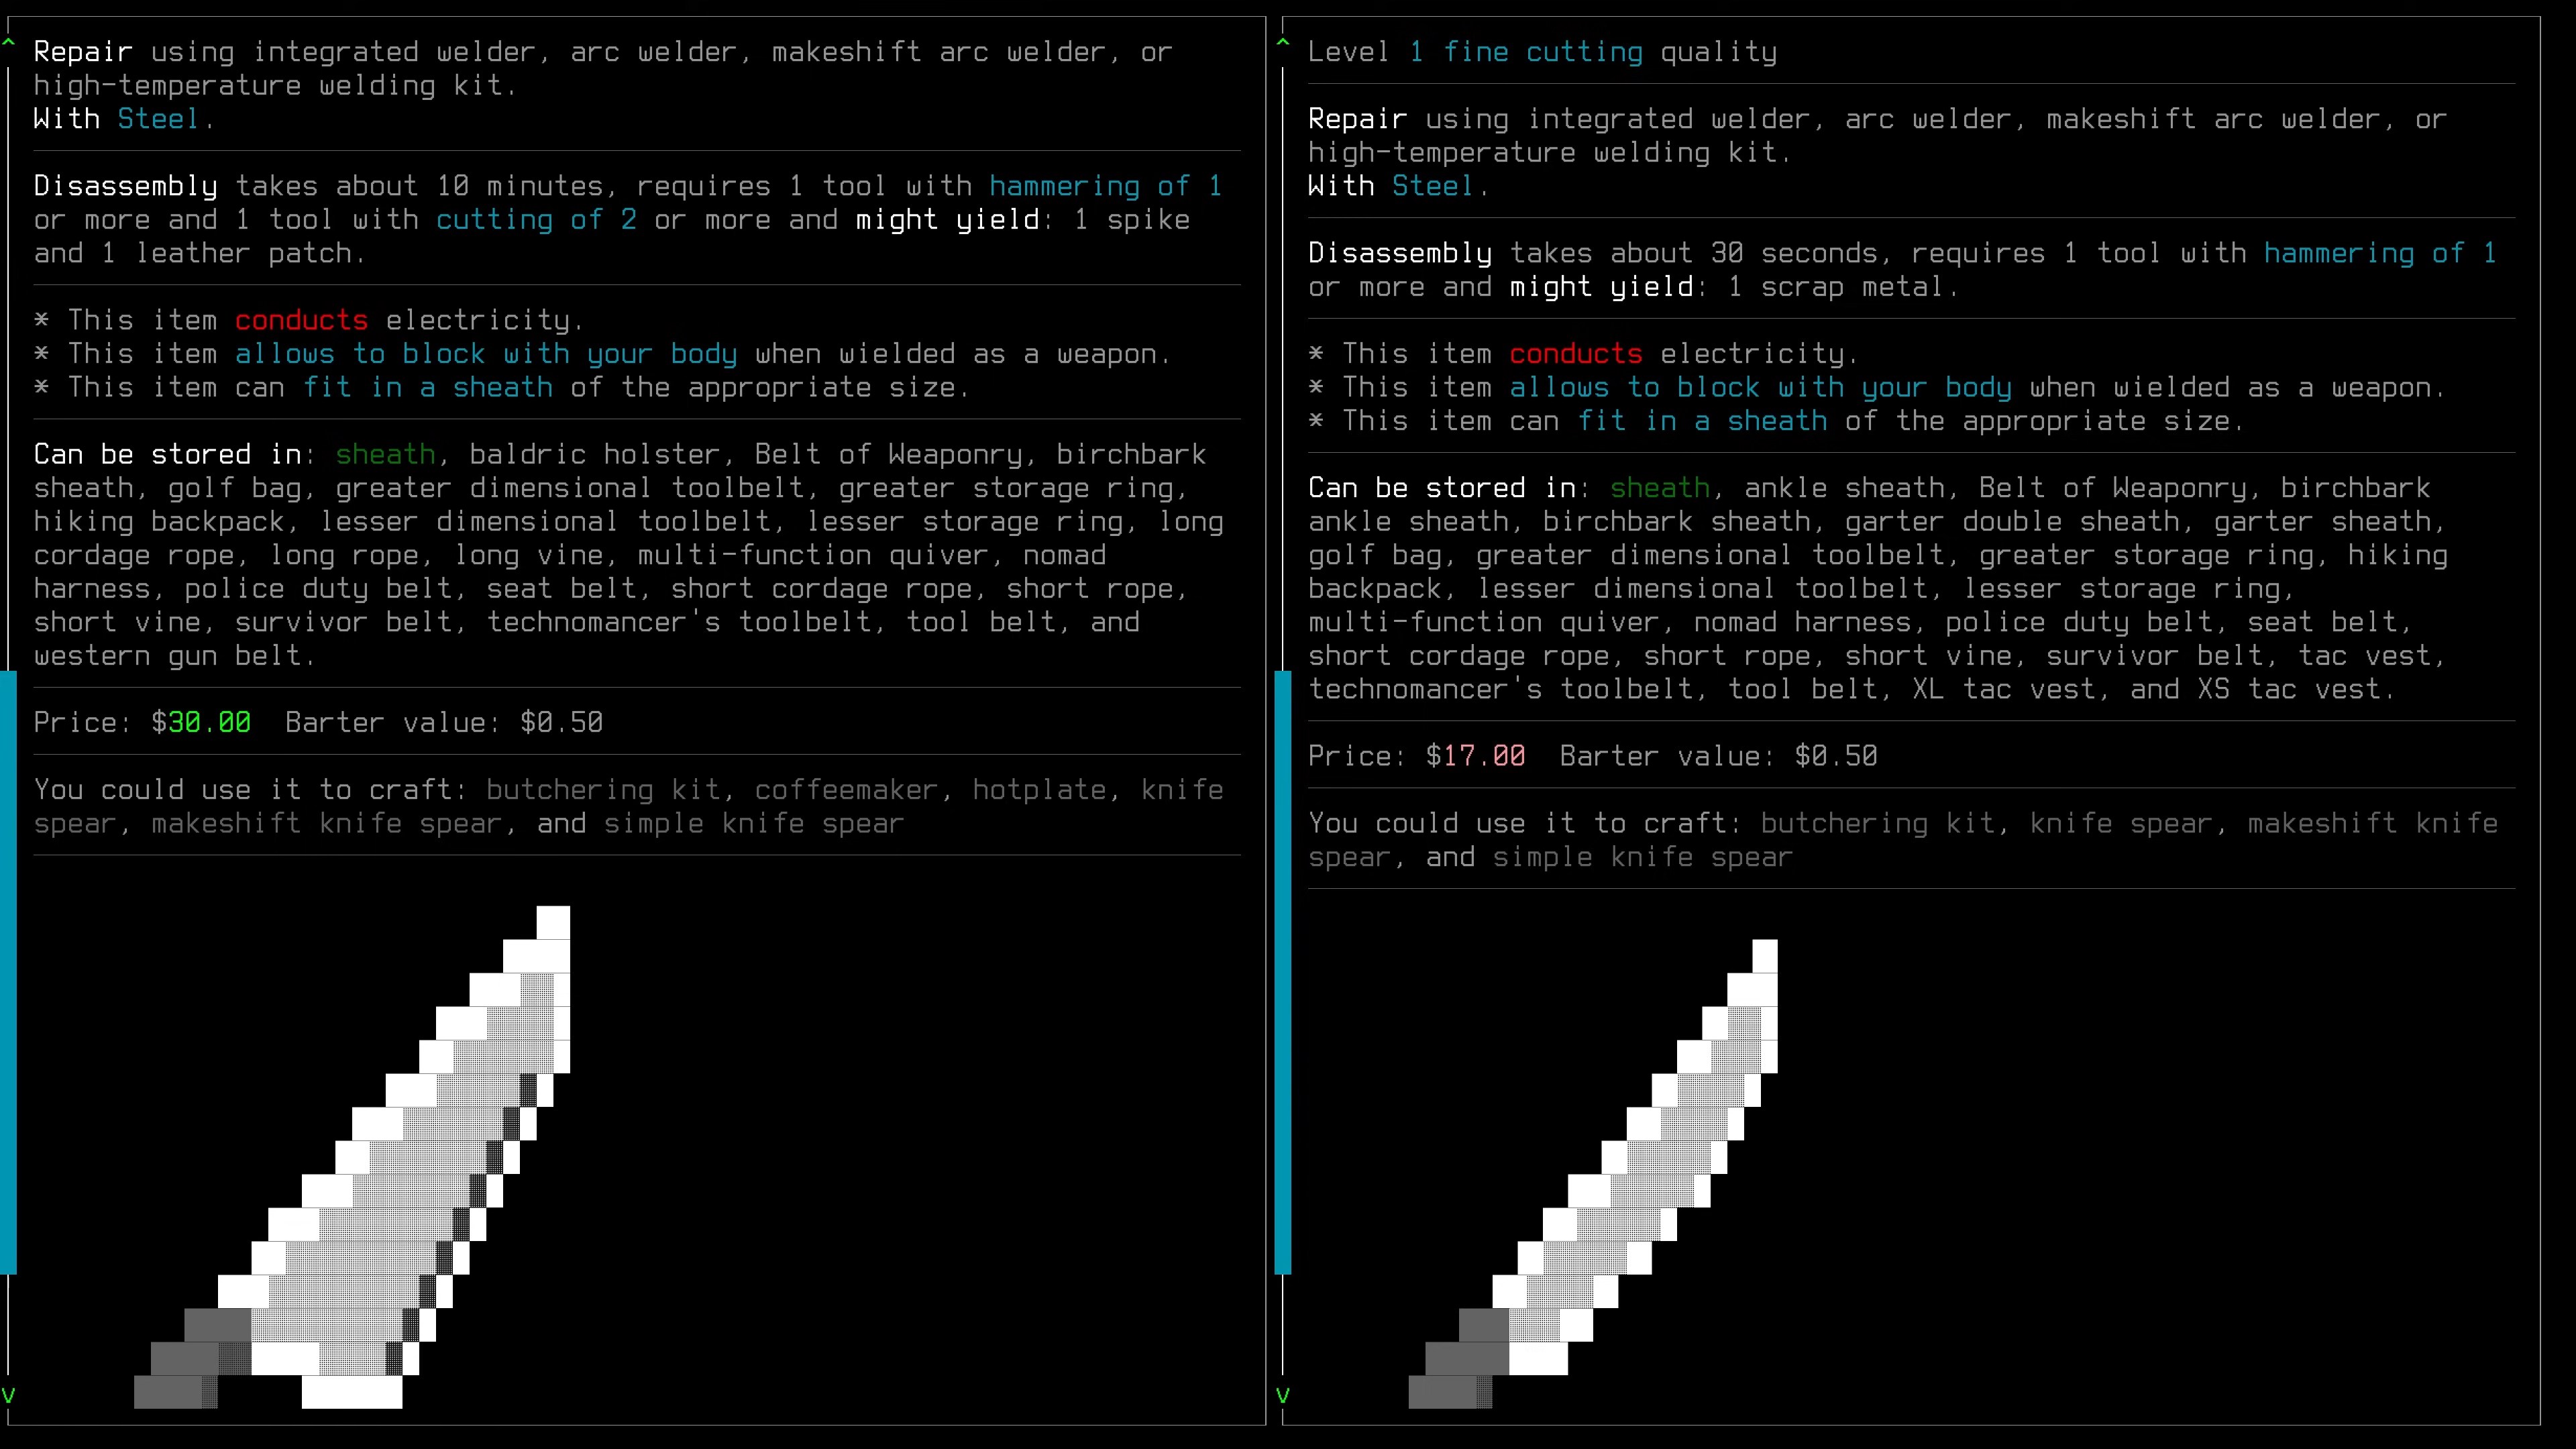 ^
Repair using integrated welder, arc welder, makeshift arc welder, or
high-temperature welding kit.
With Steel.
Disassembly takes about 10 minutes, requires 1 tool with hammering of 1
or more and 1 tool with cutting of 2 or more and might yield: 1 spike
and 1 leather patch.
* This item conducts electricity.
* This item allows to block with your body when wielded as a weapon.
* This item can fit in a sheath of the appropriate size.
Can be stored in: sheath, baldric holster, Belt of Weaponry, birchbark
sheath, golf bag, greater dimensional toolbelt, greater storage ring,
hiking backpack, lesser dimensional toolbelt, lesser storage ring, long
cordage rope, long rope, long vine, multi-function quiver, nomad
harness, police duty belt, seat belt, short cordage rope, short rope,
short vine, survivor belt, technomancer's toolbelt, tool belt, and
western gun belt.
Price: $30.00  Barter value: $0.50
You could use it to craft: butchering kit, coffeemaker, hotplate, knife
spear, makeshift knife spear, and simple knife spear
v
^
Level 1 fine cutting quality
Repair using integrated welder, arc welder, makeshift arc welder, or
high-temperature welding kit.
With Steel.
Disassembly takes about 30 seconds, requires 1 tool with hammering of 1
or more and might yield: 1 scrap metal.
* This item conducts electricity.
* This item allows to block with your body when wielded as a weapon.
* This item can fit in a sheath of the appropriate size.
Can be stored in: sheath, ankle sheath, Belt of Weaponry, birchbark
ankle sheath, birchbark sheath, garter double sheath, garter sheath,
golf bag, greater dimensional toolbelt, greater storage ring, hiking
backpack, lesser dimensional toolbelt, lesser storage ring,
multi-function quiver, nomad harness, police duty belt, seat belt,
short cordage rope, short rope, short vine, survivor belt, tac vest,
technomancer's toolbelt, tool belt, XL tac vest, and XS tac vest.
Price: $17.00  Barter value: $0.50
You could use it to craft: butchering kit, knife spear, makeshift knife
spear, and simple knife spear
v